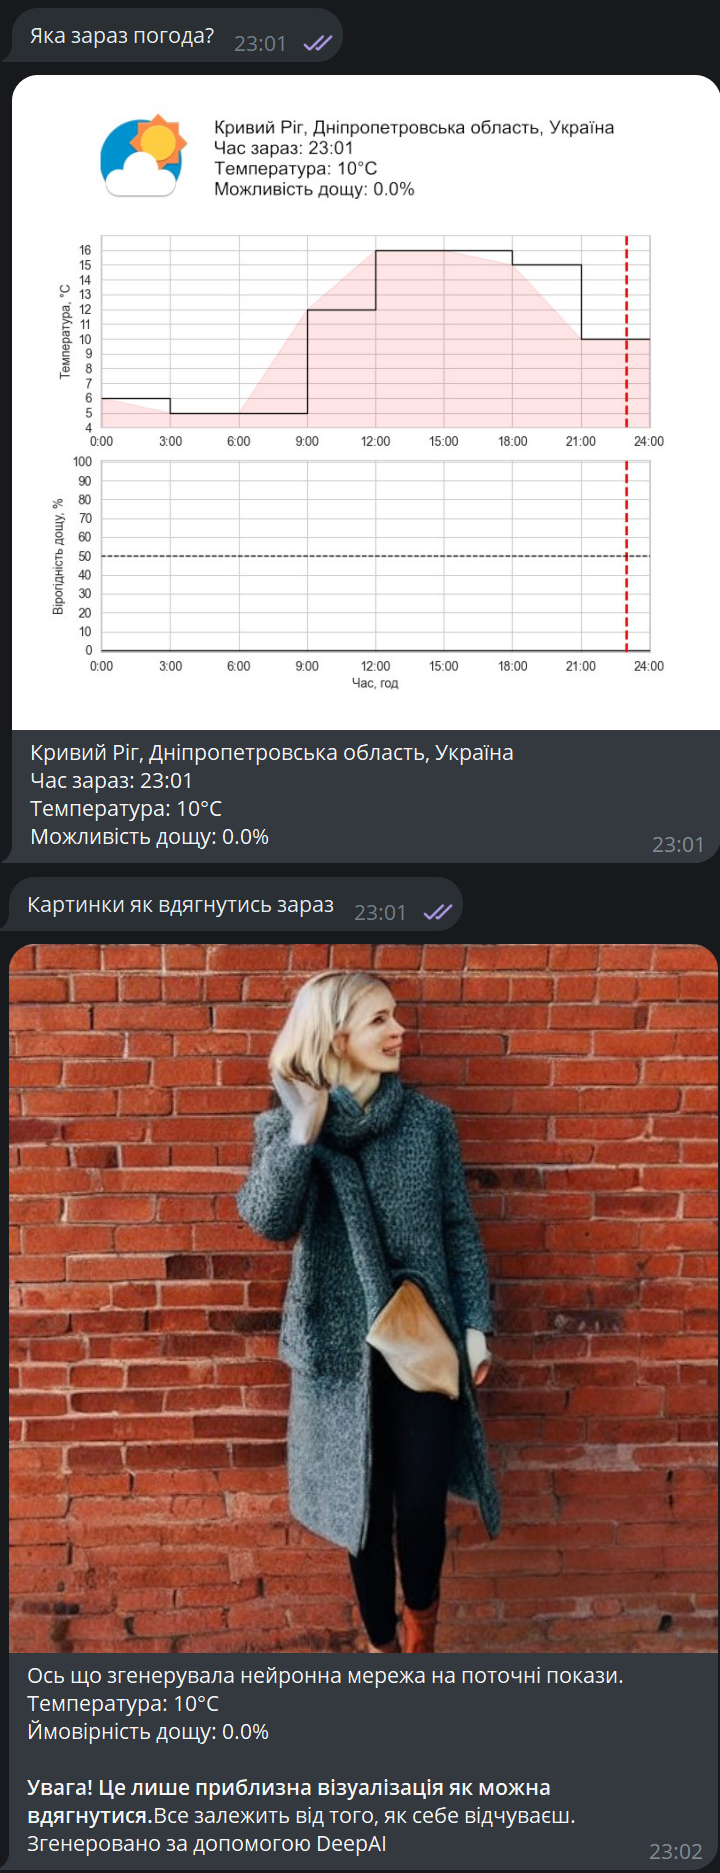 Яка зараз погода? 23:01
Кривий Ріг, Дніпропетровська область, Україна
Час зараз: 23:01
Температура: 10°C
Можливість дощу: 0.0%
Температура, °C
16
15
14
13
12
11
10
9
8
7
6
5
4
0:00 3:00 6:00 9:00 12:00 15:00 18:00 21:00 24:00
Вірогідність дощу, %
100
90
80
70
60
50
40
30
20
10
0
0:00 3:00 6:00 9:00 12:00 15:00 18:00 21:00 24:00
Час, год
Кривий Ріг, Дніпропетровська область, Україна
Час зараз: 23:01
Температура: 10°C
Можливість дощу: 0.0%
23:01
Картинки як вдягнутись зараз 23:01
Ось що згенерувала нейронна мережа на поточні покази.
Температура: 10°C
Ймовірність дощу: 0.0%
Увага! Це лише приблизна візуалізація як можна
вдягнутися.Все залежить від того, як себе відчуваєш.
Згенеровано за допомогою DeepAI
23:02